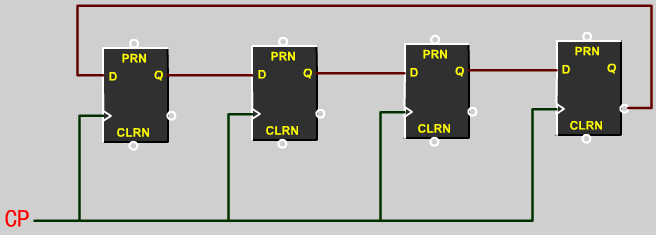 PRN PRN PRN PRN
D Q D Q D Q D Q
CLRN CLRN CLRN CLRN
CP